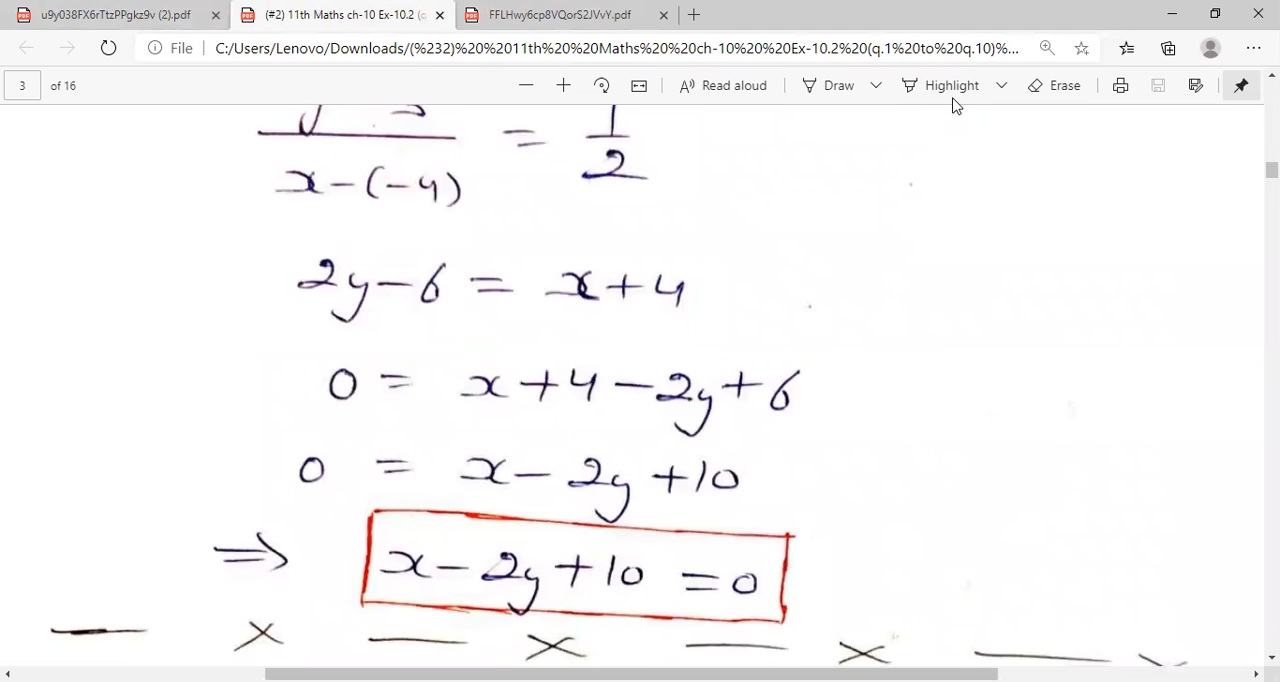 u9y038FX6rTtzPPgkz9v (2).pdf
(#2) 11th Maths ch-10 Ex-10.2 (q
FFLHwy6cp8VQorS2JVvY.pdf
File
C:/Users/Lenovo/Downloads/(%232)%20%2011th%20%20Maths%20%20ch-10%20%20Ex-10.2%20(q.1%20to%20q.10)%...
3 of 16
Read aloud
Draw
Highlight
Erase
= 1/2
x-(-4)
2y-6 = x+4
0 = x+4-2y+6
0 = x-2y+10
⇒ x-2y+10 =0
— × — × — × —